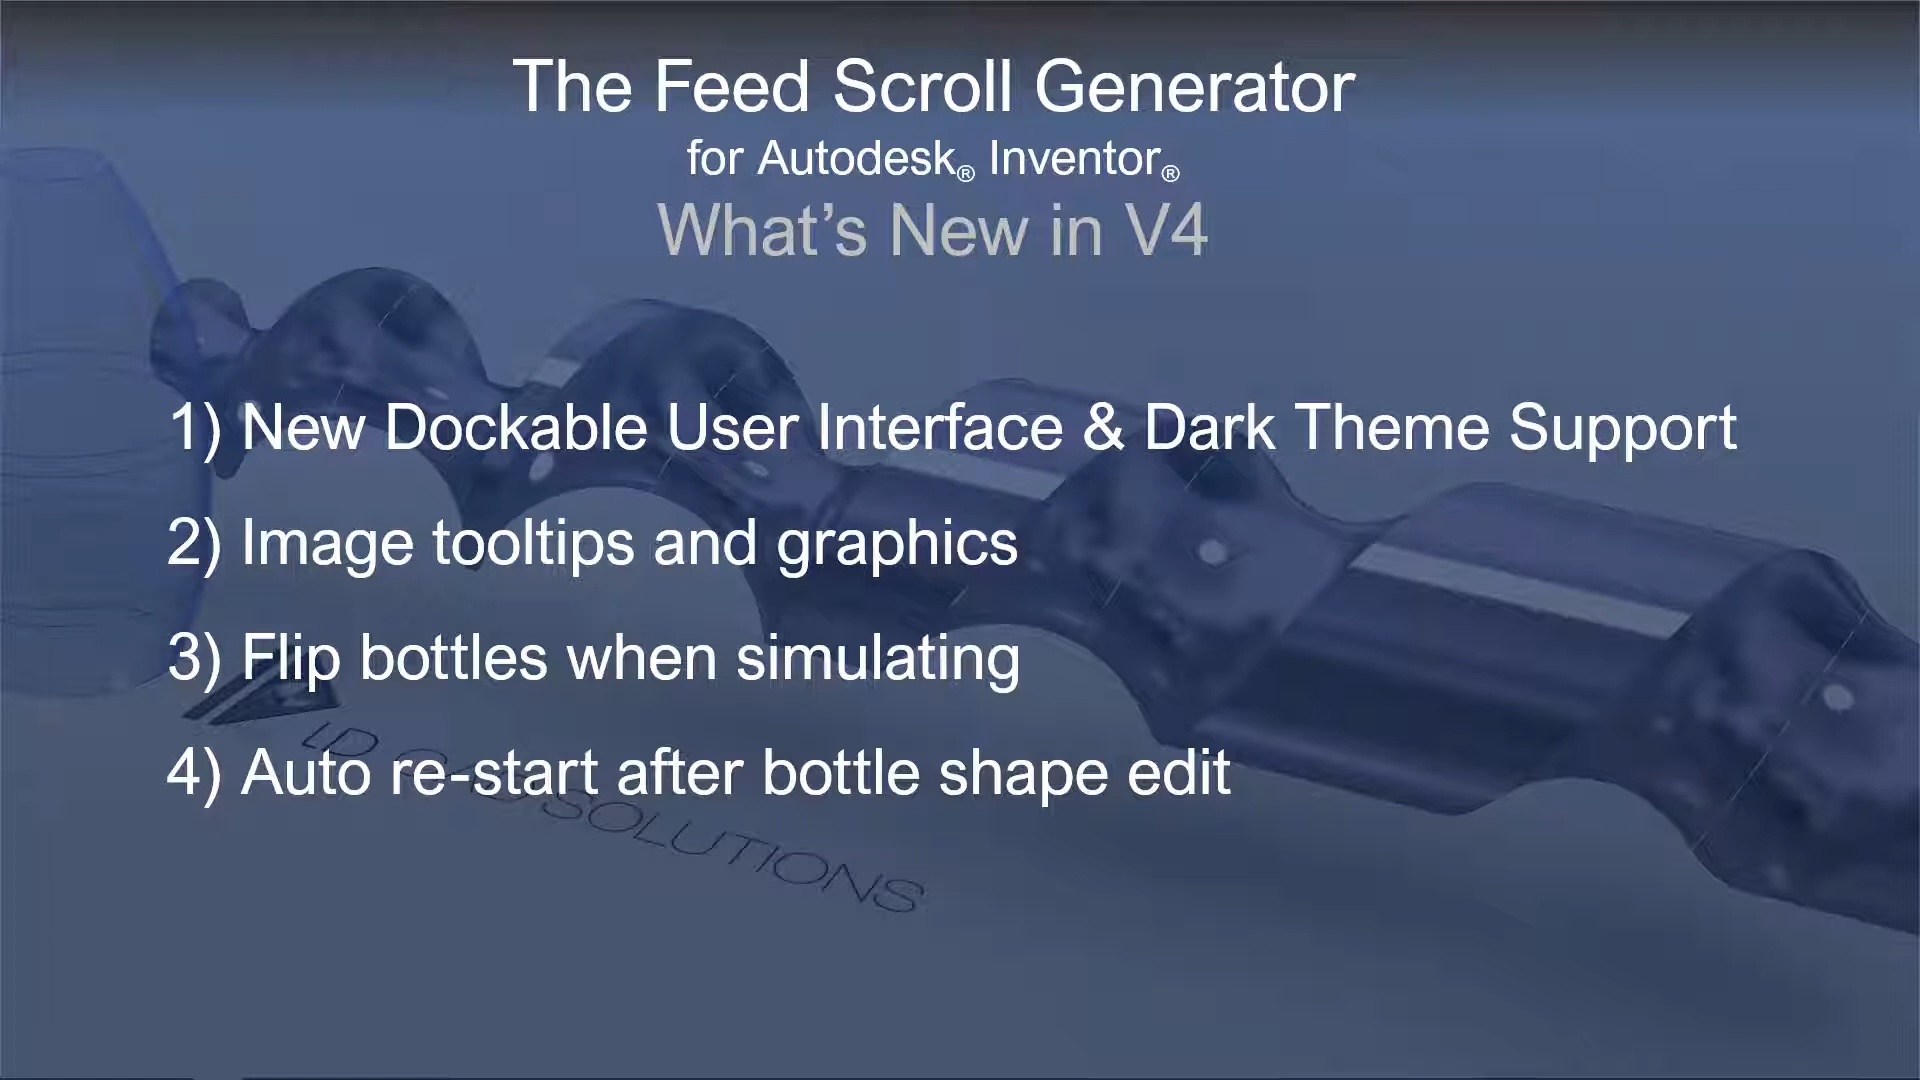 The Feed Scroll Generator
for Autodesk® Inventor®
What's New in V4
1) New Dockable User Interface & Dark Theme Support
2) Image tooltips and graphics
3) Flip bottles when simulating
4) Auto re-start after bottle shape edit
LD CAD SOLUTIONS